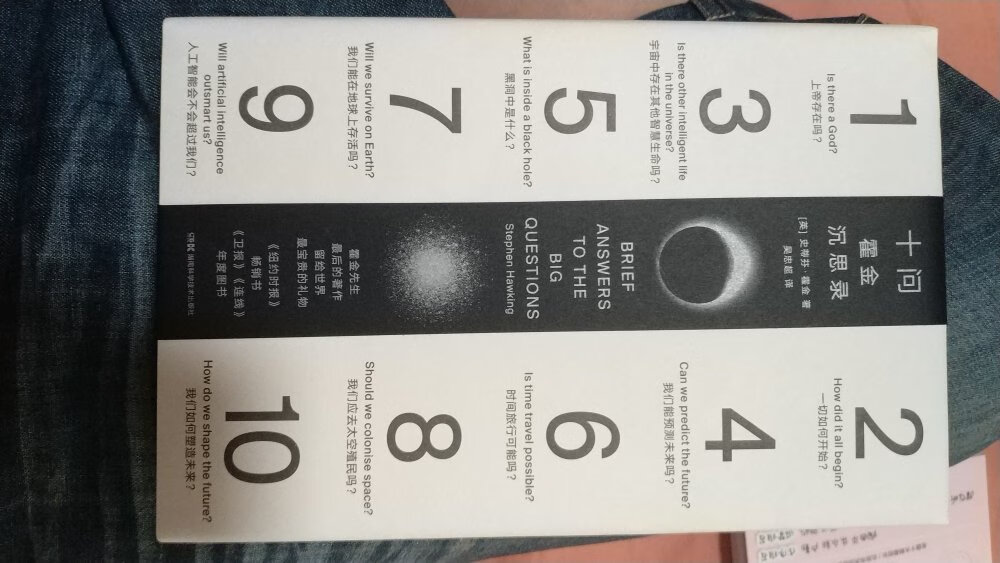 1
Is there a God?
上帝存在吗？
2
How did it all begin?
一切如何开始？
3
Is there other intelligent life
in the universe?
宇宙中存在其他智慧生命吗？
4
Can we predict the future?
我们能预测未来吗？
5
What is inside a black hole?
黑洞中是什么？
6
Is time travel possible?
时间旅行可能吗？
7
Will we survive on Earth?
我们能在地球上存活吗？
8
Should we colonise space?
我们应去太空殖民吗？
9
Will artificial intelligence
outsmart us?
人工智能会不会超过我们？
10
How do we shape the future?
我们如何塑造未来？
十问
霍金
沉思录
[英] 史蒂芬·霍金 著
吴忠超 译
BRIEF
ANSWERS
TO THE
BIG
QUESTIONS
Stephen Hawking
霍金先生
最后的著作
留给世界
最宝贵的礼物
《纽约时报》
畅销书
《卫报》《连线》
年度图书
湖南科学技术出版社